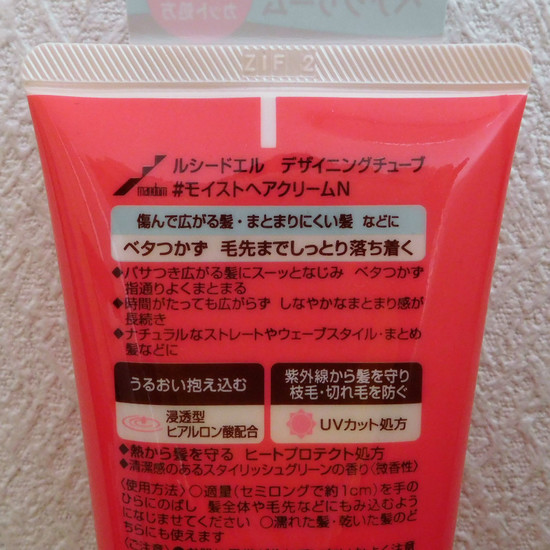 ヘアクリーム
カット処方
ZIF 2
mandom
ルシードエル デザイニングチューブ
#モイストヘアクリームN
傷んで広がる髪・まとまりにくい髪 などに
ベタつかず 毛先までしっとり落ち着く
◆パサつき広がる髪にスーッとなじみ ベタつかず
指通りよくまとまる
◆時間がたっても広がらず しなやかなまとまり感が
長続き
◆ナチュラルなストレートやウェーブスタイル・まとめ
髪などに
うるおい抱え込む
浸透型
ヒアルロン酸配合
紫外線から髪を守り
枝毛・切れ毛を防ぐ
UVカット処方
◆熱から髪を守る ヒートプロテクト処方
◆清潔感のあるスタイリッシュグリーンの香り〈微香性〉
〈使用方法〉○適量(セミロングで約1cm)を手の
ひらにのばし 髪全体や毛先などにもみ込むよう
になじませてください ○濡れた髪・乾いた髪のど
ちらにも使えます